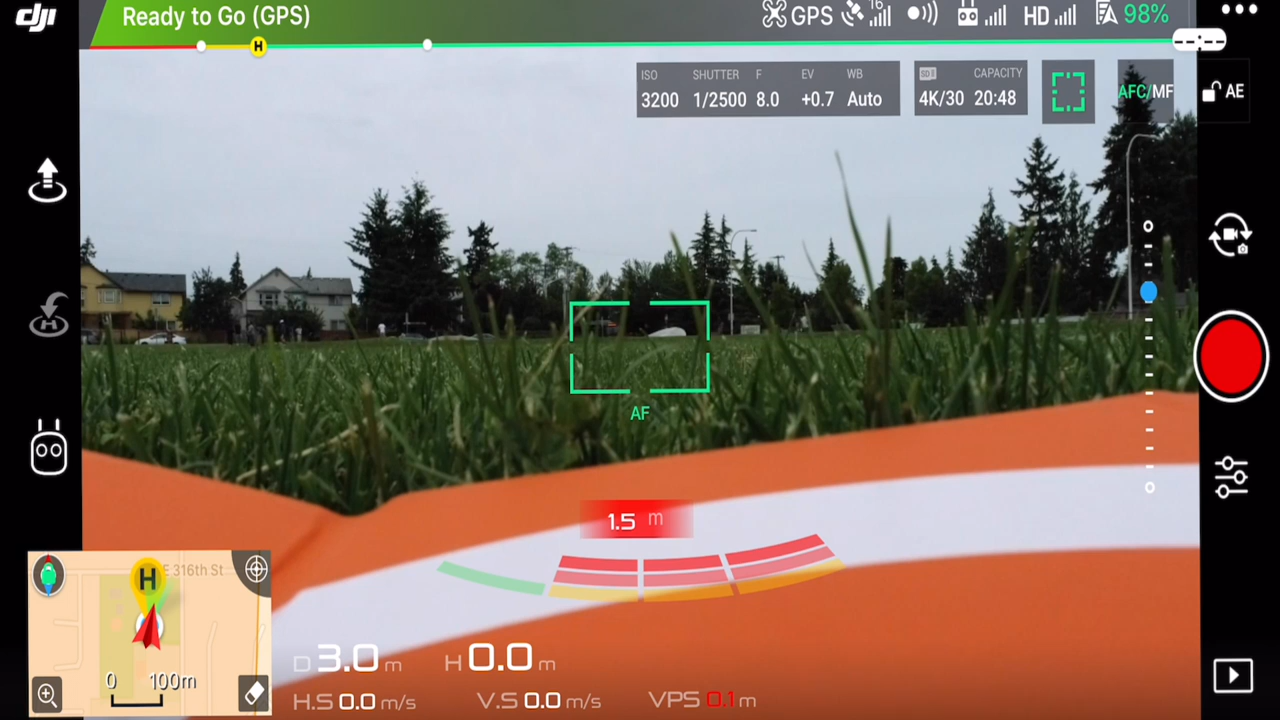 dji
Ready to Go (GPS)
GPS
16
HD
98%
H
ISO SHUTTER F EV WB
3200 1/2500 8.0 +0.7 Auto
CAPACITY
4K/30 20:48
AFC/MF
AE
AF
1.5 m
E 316th St
H
0 100m
D 3.0 m H 0.0 m
H.S 0.0 m/s V.S 0.0 m/s VPS 0.1 m